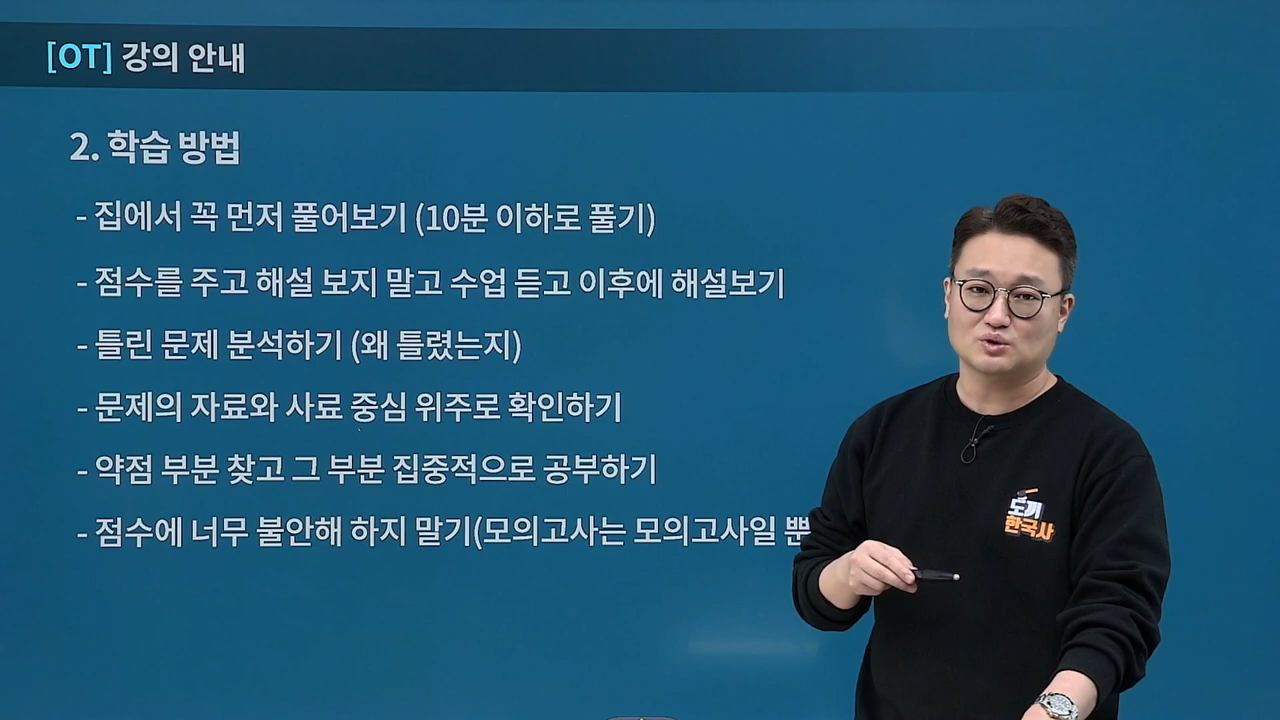 [OT] 강의 안내
2. 학습 방법
- 집에서 꼭 먼저 풀어보기 (10분 이하로 풀기)
- 점수를 주고 해설 보지 말고 수업 듣고 이후에 해설보기
- 틀린 문제 분석하기 (왜 틀렸는지)
- 문제의 자료와 사료 중심 위주로 확인하기
- 약점 부분 찾고 그 부분 집중적으로 공부하기
- 점수에 너무 불안해 하지 말기(모의고사는 모의고사일 뿐
도끼
한국사